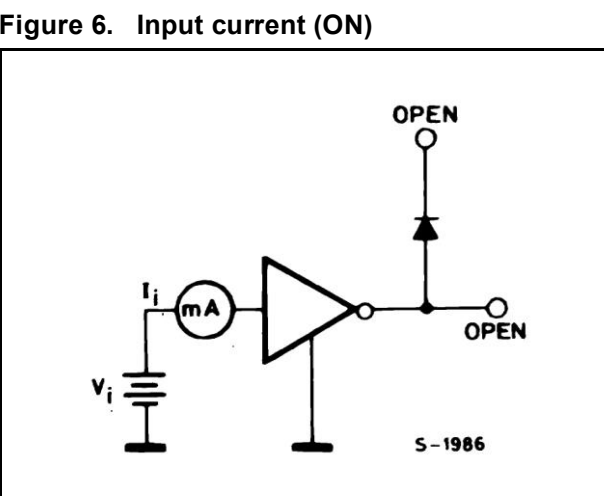 Figure 6. Input current (ON)
OPEN
Ii
mA
OPEN
Vi
S-1986